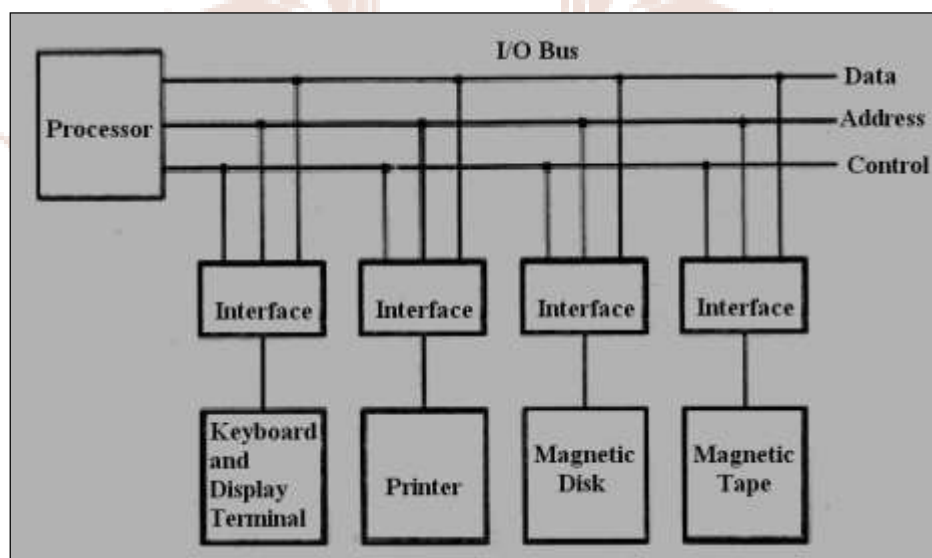 I/O Bus
Data
Processor
Address
Control
Interface
Interface
Interface
Interface
Keyboard
and
Display
Terminal
Printer
Magnetic
Disk
Magnetic
Tape